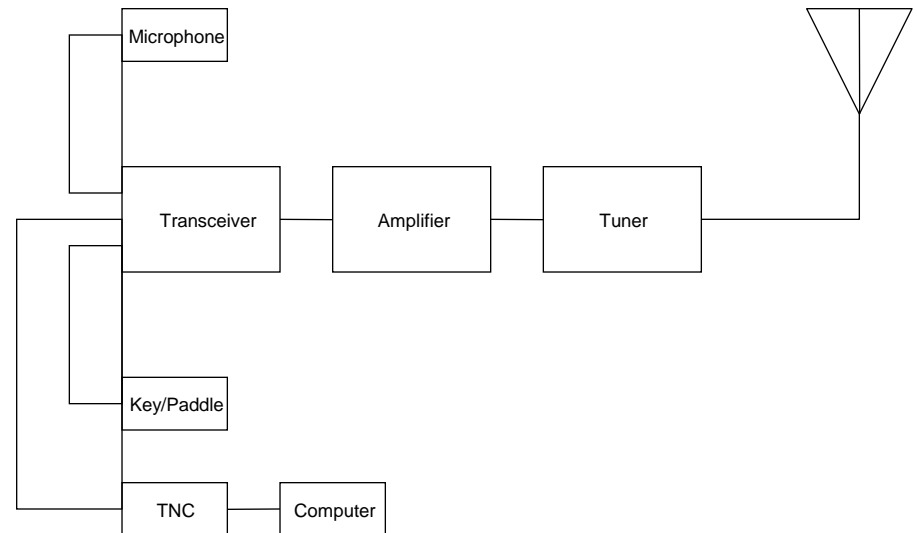 Microphone
Transceiver
Amplifier
Tuner
Key/Paddle
TNC
Computer